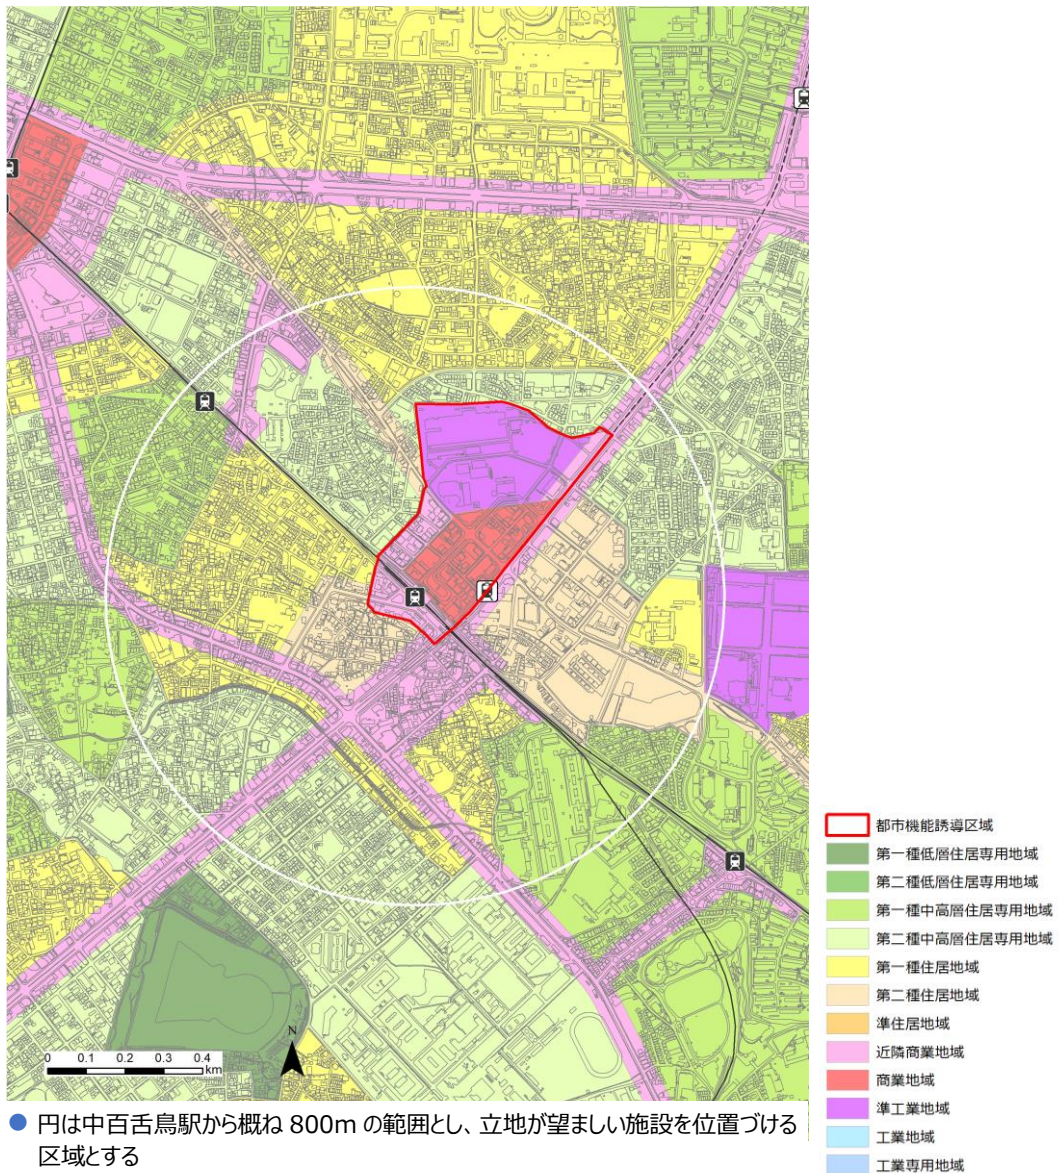 N
0 0.1 0.2 0.3 0.4
km
都市機能誘導区域
第一種低層住居専用地域
第二種低層住居専用地域
第一種中高層住居専用地域
第二種中高層住居専用地域
第一種住居地域
第二種住居地域
準住居地域
近隣商業地域
商業地域
準工業地域
工業地域
工業専用地域
● 円は中百舌鳥駅から概ね 800m の範囲とし、立地が望ましい施設を位置づける
区域とする